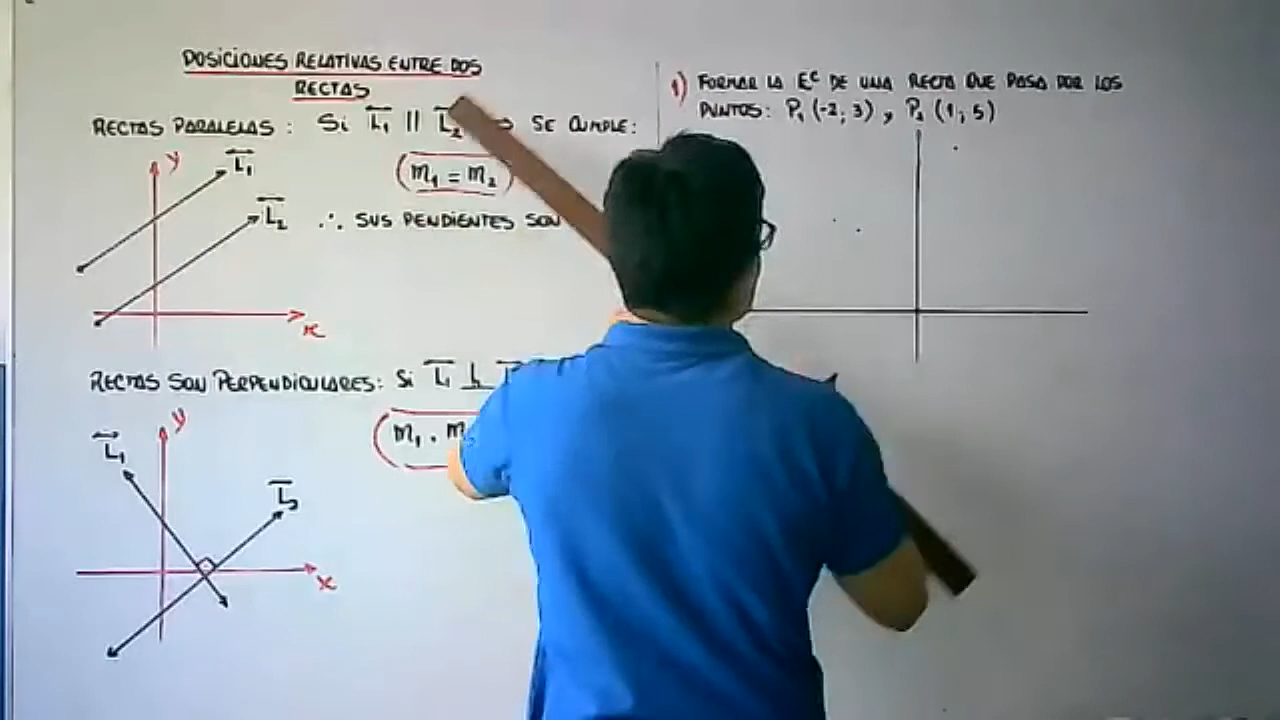 POSICIONES RELATIVAS ENTRE DOS
RECTAS
RECTAS PARALELAS : Si L₁ || L₂ ⇒ SE CUMPLE:
m₁ = m₂
y
L₁
L₂
∴ SUS PENDIENTES SON
x
RECTAS SON PERPENDICULARES: Si L₁ ⊥
m₁ . m
y
L₁
x
1) FORMAR LA Eᶜ DE UNA RECTA QUE PASA POR LOS
PUNTOS: P₁ (-2; 3) , P₂ (1; 5)